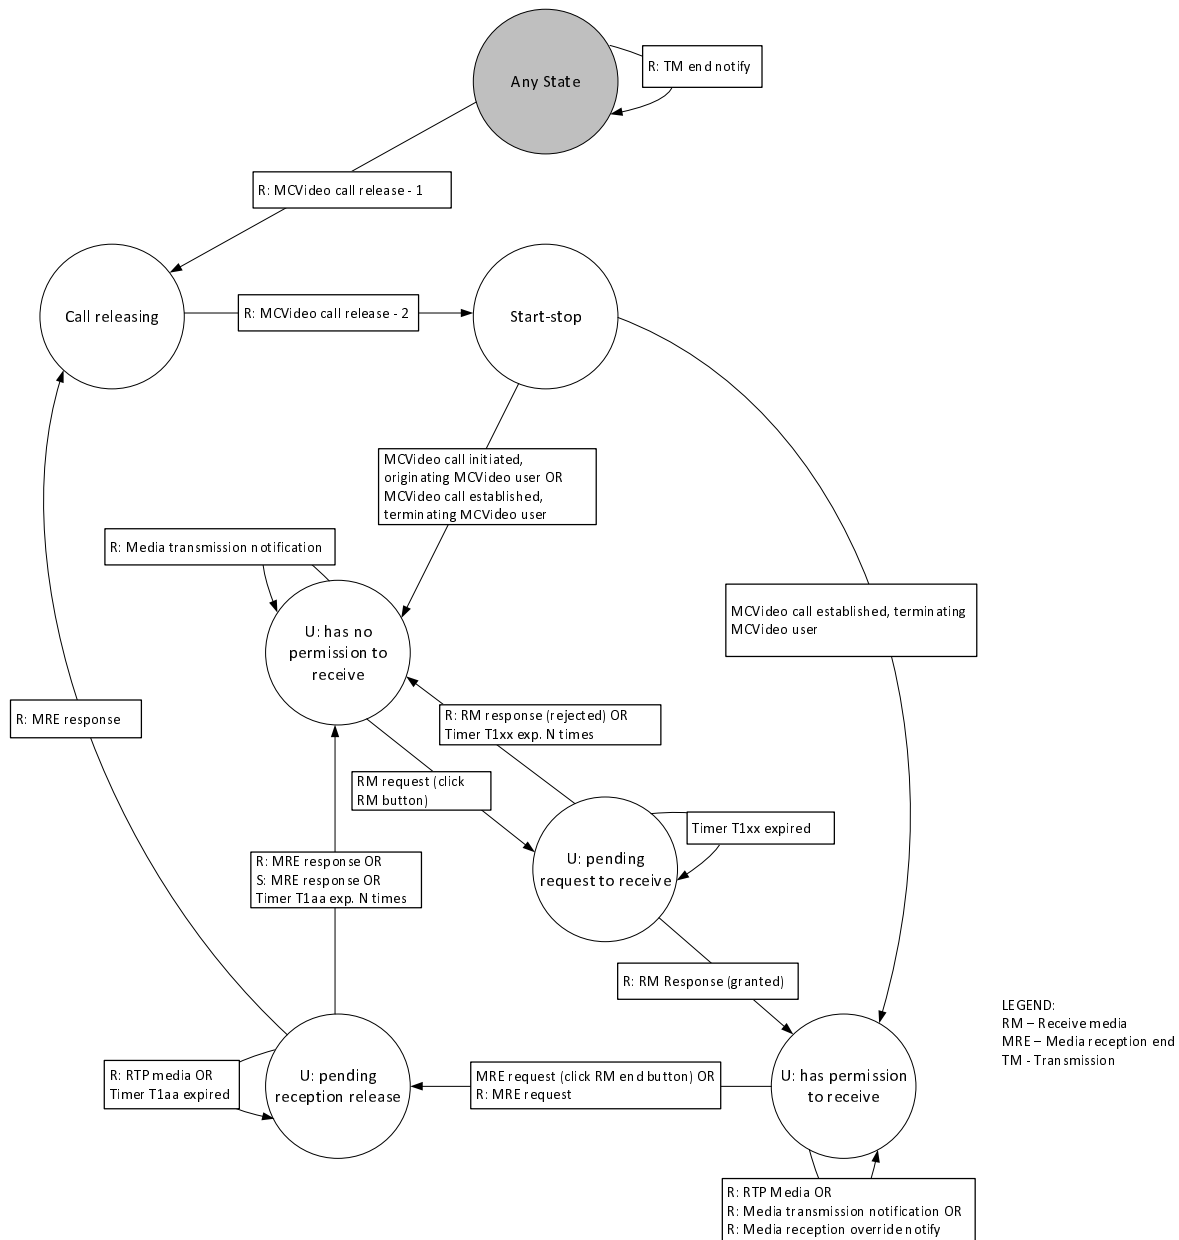 Any State
R: TM end notify
R: MCVideo call release - 1
Call releasing
R: MCVideo call release - 2
Start-stop
MCVideo call initiated,
originating MCVideo user OR
MCVideo call established,
terminating MCVideo user
R: Media transmission notification
MCVideo call established, terminating
MCVideo user
U: has no
permission to
receive
R: MRE response
R: RM response (rejected) OR
Timer T1xx exp. N times
RM request (click
RM button)
Timer T1xx expired
U: pending
request to receive
R: MRE response OR
S: MRE response OR
Timer T1aa exp. N times
R: RM Response (granted)
LEGEND:
RM – Receive media
MRE – Media reception end
TM - Transmission
R: RTP media OR
Timer T1aa expired
U: pending
reception release
MRE request (click RM end button) OR
R: MRE request
U: has permission
to receive
R: RTP Media OR
R: Media transmission notification OR
R: Media reception override notify